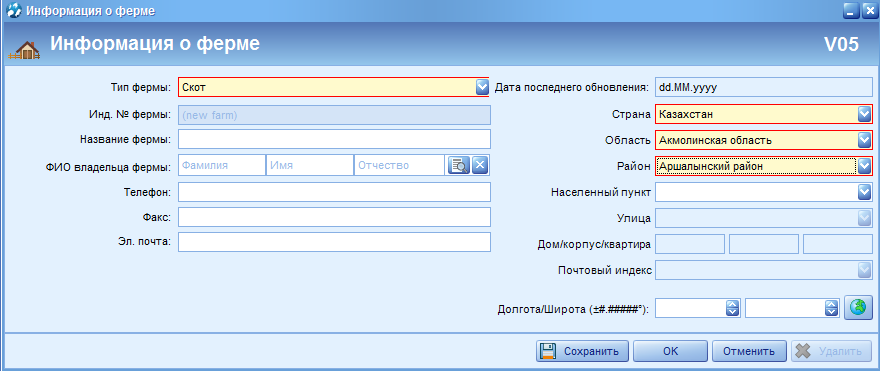 Информация о ферме
Информация о ферме
V05
Тип фермы:
Скот
Инд. № фермы:
(new farm)
Название фермы:
ФИО владельца фермы:
Фамилия
Имя
Отчество
Телефон:
Факс:
Эл. почта:
Дата последнего обновления:
dd.MM.yyyy
Страна
Казахстан
Область
Акмолинская область
Район
Аршалынский район
Населенный пункт
Улица
Дом/корпус/квартира
Почтовый индекс
Долгота/Широта (±#.#####°):
Сохранить
ОК
Отменить
Удалить